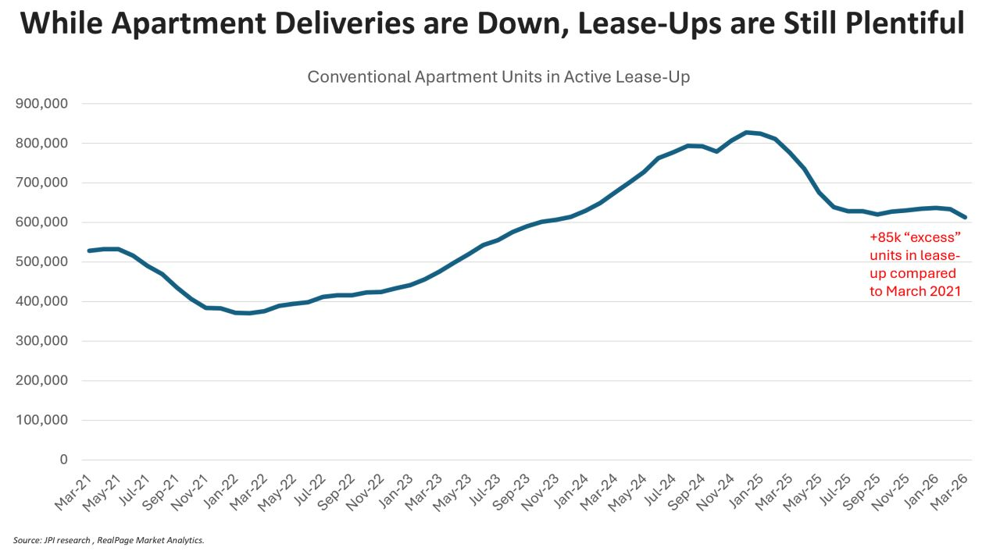 While Apartment Deliveries are Down, Lease-Ups are Still Plentiful
Conventional Apartment Units in Active Lease-Up
900,000
800,000
700,000
600,000
500,000
400,000
300,000
200,000
100,000
0
+85k “excess”
units in lease-
up compared
to March 2021
Mar-21
May-21
Jul-21
Sep-21
Nov-21
Jan-22
Mar-22
May-22
Jul-22
Sep-22
Nov-22
Jan-23
Mar-23
May-23
Jul-23
Sep-23
Nov-23
Jan-24
Mar-24
May-24
Jul-24
Sep-24
Nov-24
Jan-25
Mar-25
May-25
Jul-25
Sep-25
Nov-25
Jan-26
Mar-26
Source: JPI research , RealPage Market Analytics.